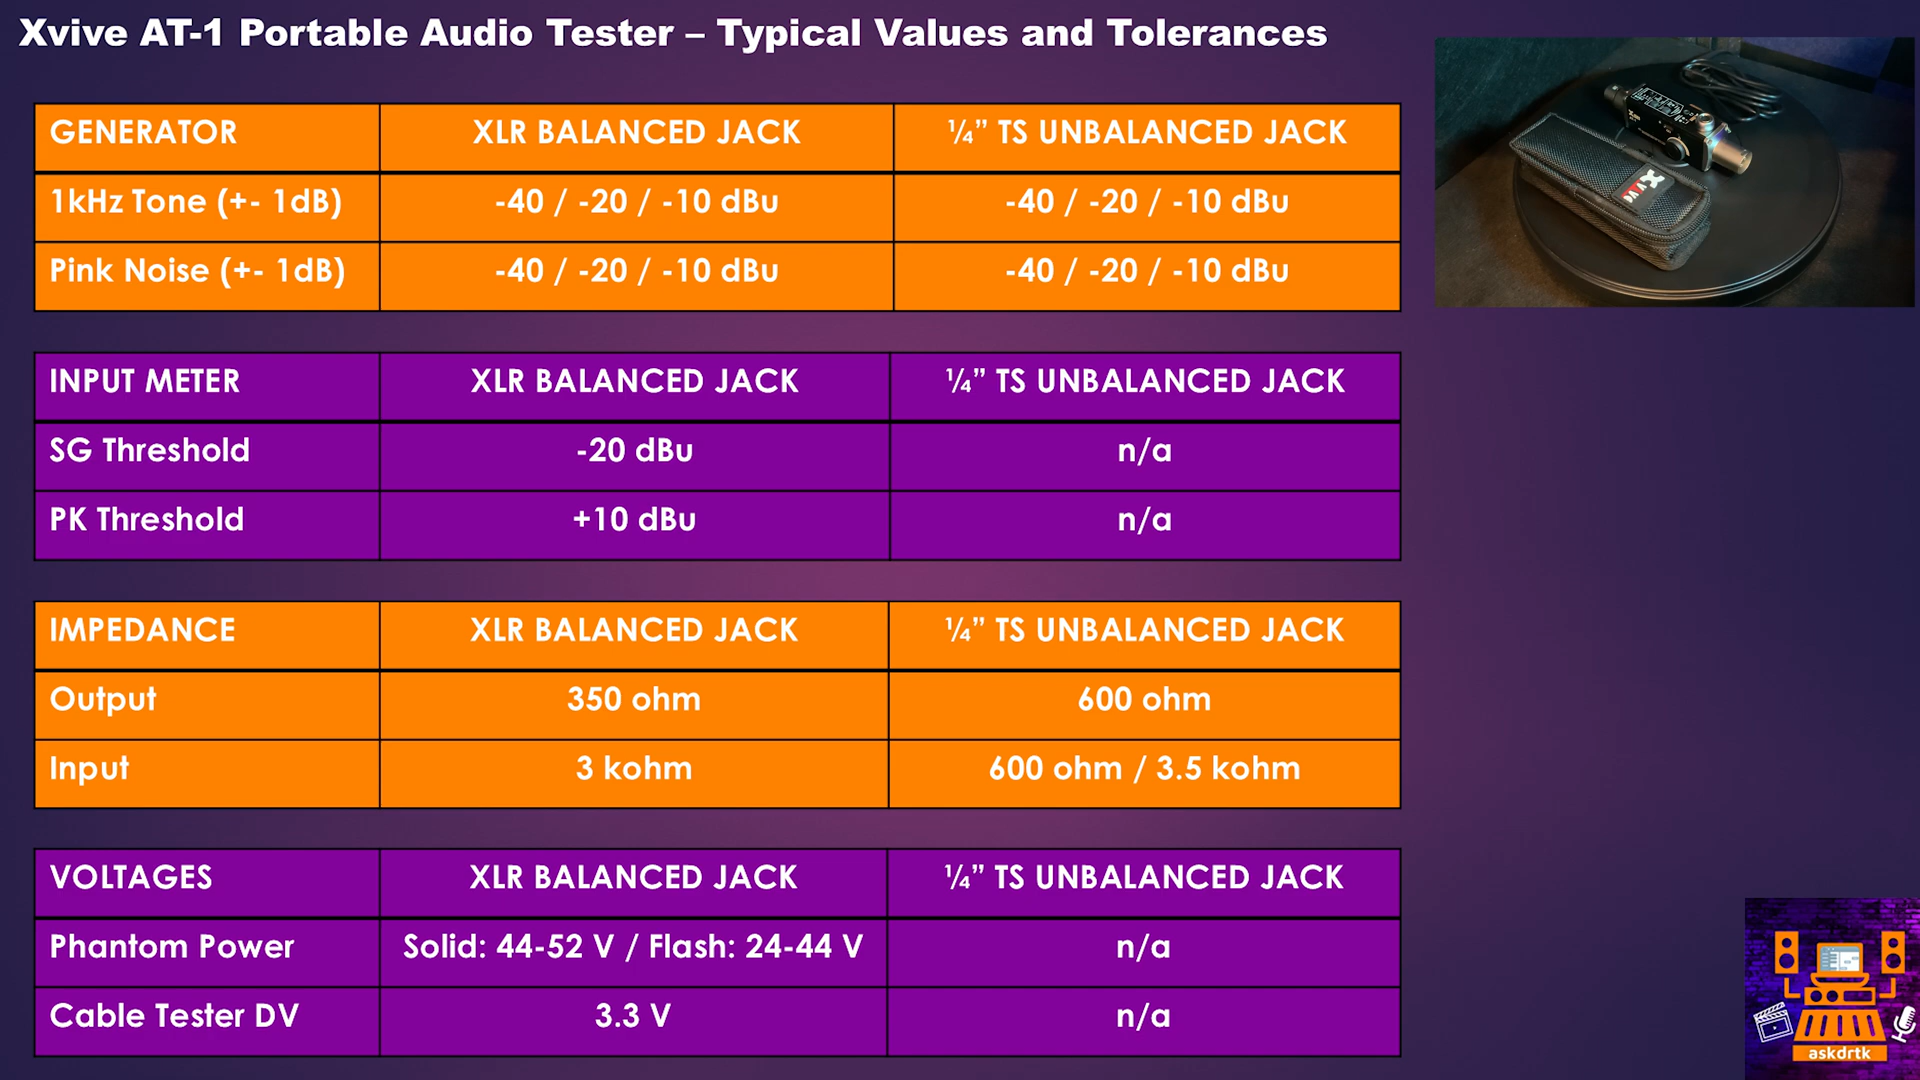 Xvive AT-1 Portable Audio Tester – Typical Values and Tolerances
GENERATOR XLR BALANCED JACK ¼” TS UNBALANCED JACK
1kHz Tone (+- 1dB) -40 / -20 / -10 dBu -40 / -20 / -10 dBu
Pink Noise (+- 1dB) -40 / -20 / -10 dBu -40 / -20 / -10 dBu
INPUT METER XLR BALANCED JACK ¼” TS UNBALANCED JACK
SG Threshold -20 dBu n/a
PK Threshold +10 dBu n/a
IMPEDANCE XLR BALANCED JACK ¼” TS UNBALANCED JACK
Output 350 ohm 600 ohm
Input 3 kohm 600 ohm / 3.5 kohm
VOLTAGES XLR BALANCED JACK ¼” TS UNBALANCED JACK
Phantom Power Solid: 44-52 V / Flash: 24-44 V n/a
Cable Tester DV 3.3 V n/a
askdrtk